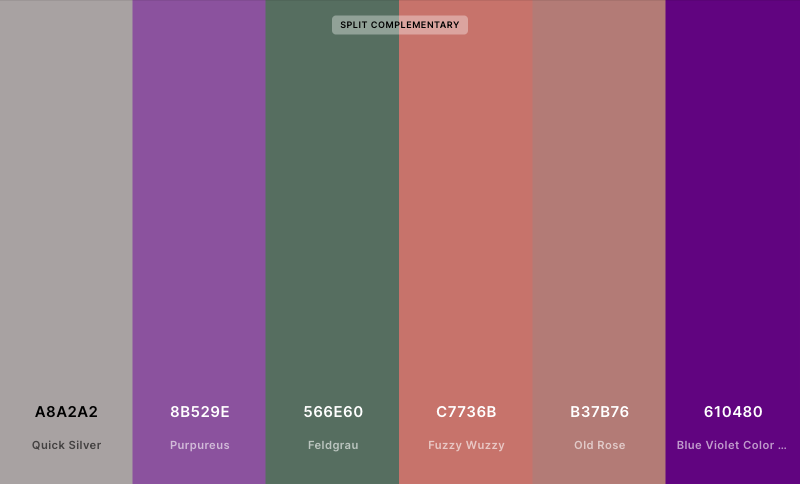 SPLIT COMPLEMENTARY
A8A2A2
8B529E
566E60
C7736B
B37B76
610480
Quick Silver
Purpureus
Feldgrau
Fuzzy Wuzzy
Old Rose
Blue Violet Color ...